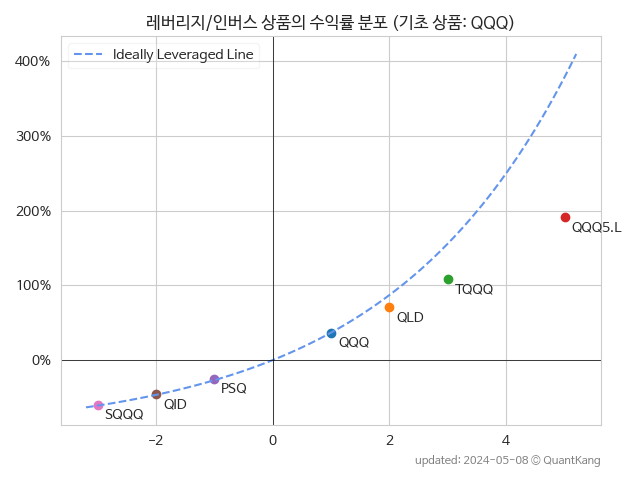 레버리지/인버스 상품의 수익률 분포 (기초 상품: QQQ)
Ideally Leveraged Line
400%
300%
200%
100%
0%
QQQ5.L
TQQQ
QLD
QQQ
PSQ
QID
SQQQ
−2
0
2
4
updated: 2024-05-08 © QuantKang